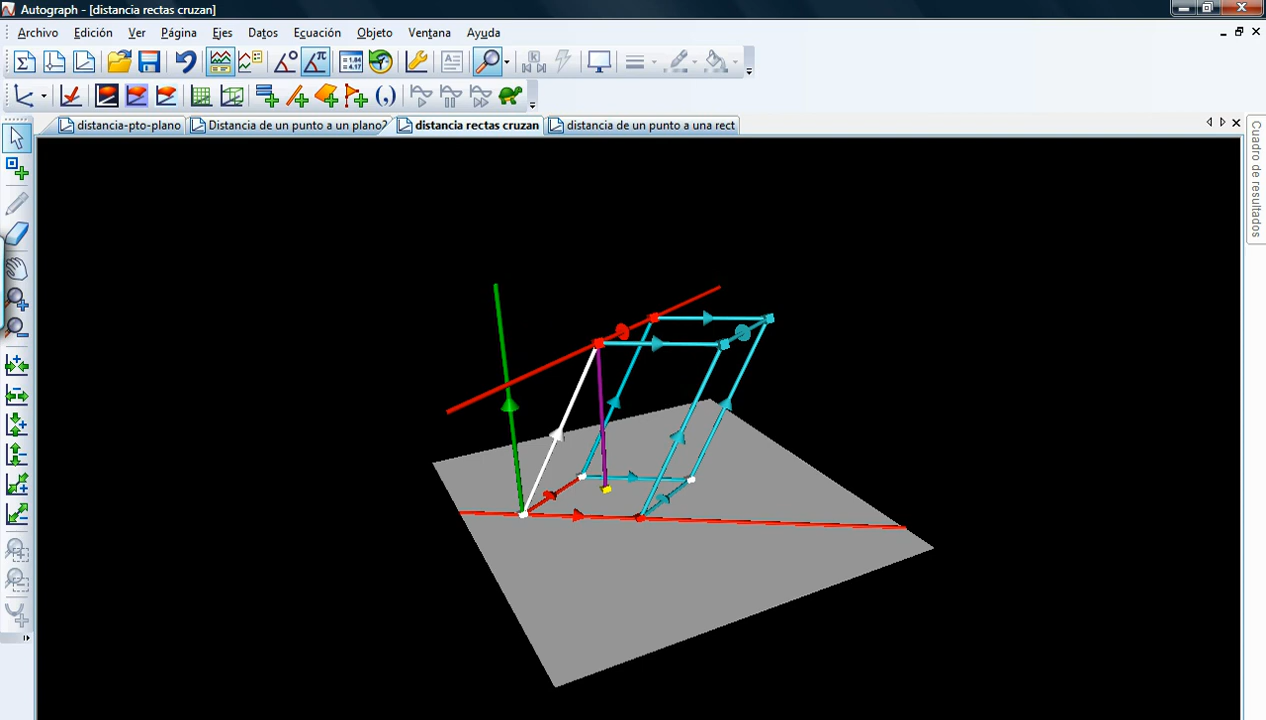 Autograph - [distancia rectas cruzan]
Archivo Edición Ver Página Ejes Datos Ecuación Objeto Ventana Ayuda
distancia-pto-plano Distancia de un punto a un plano2 distancia rectas cruzan distancia de un punto a una rect
Cuadro de resultados